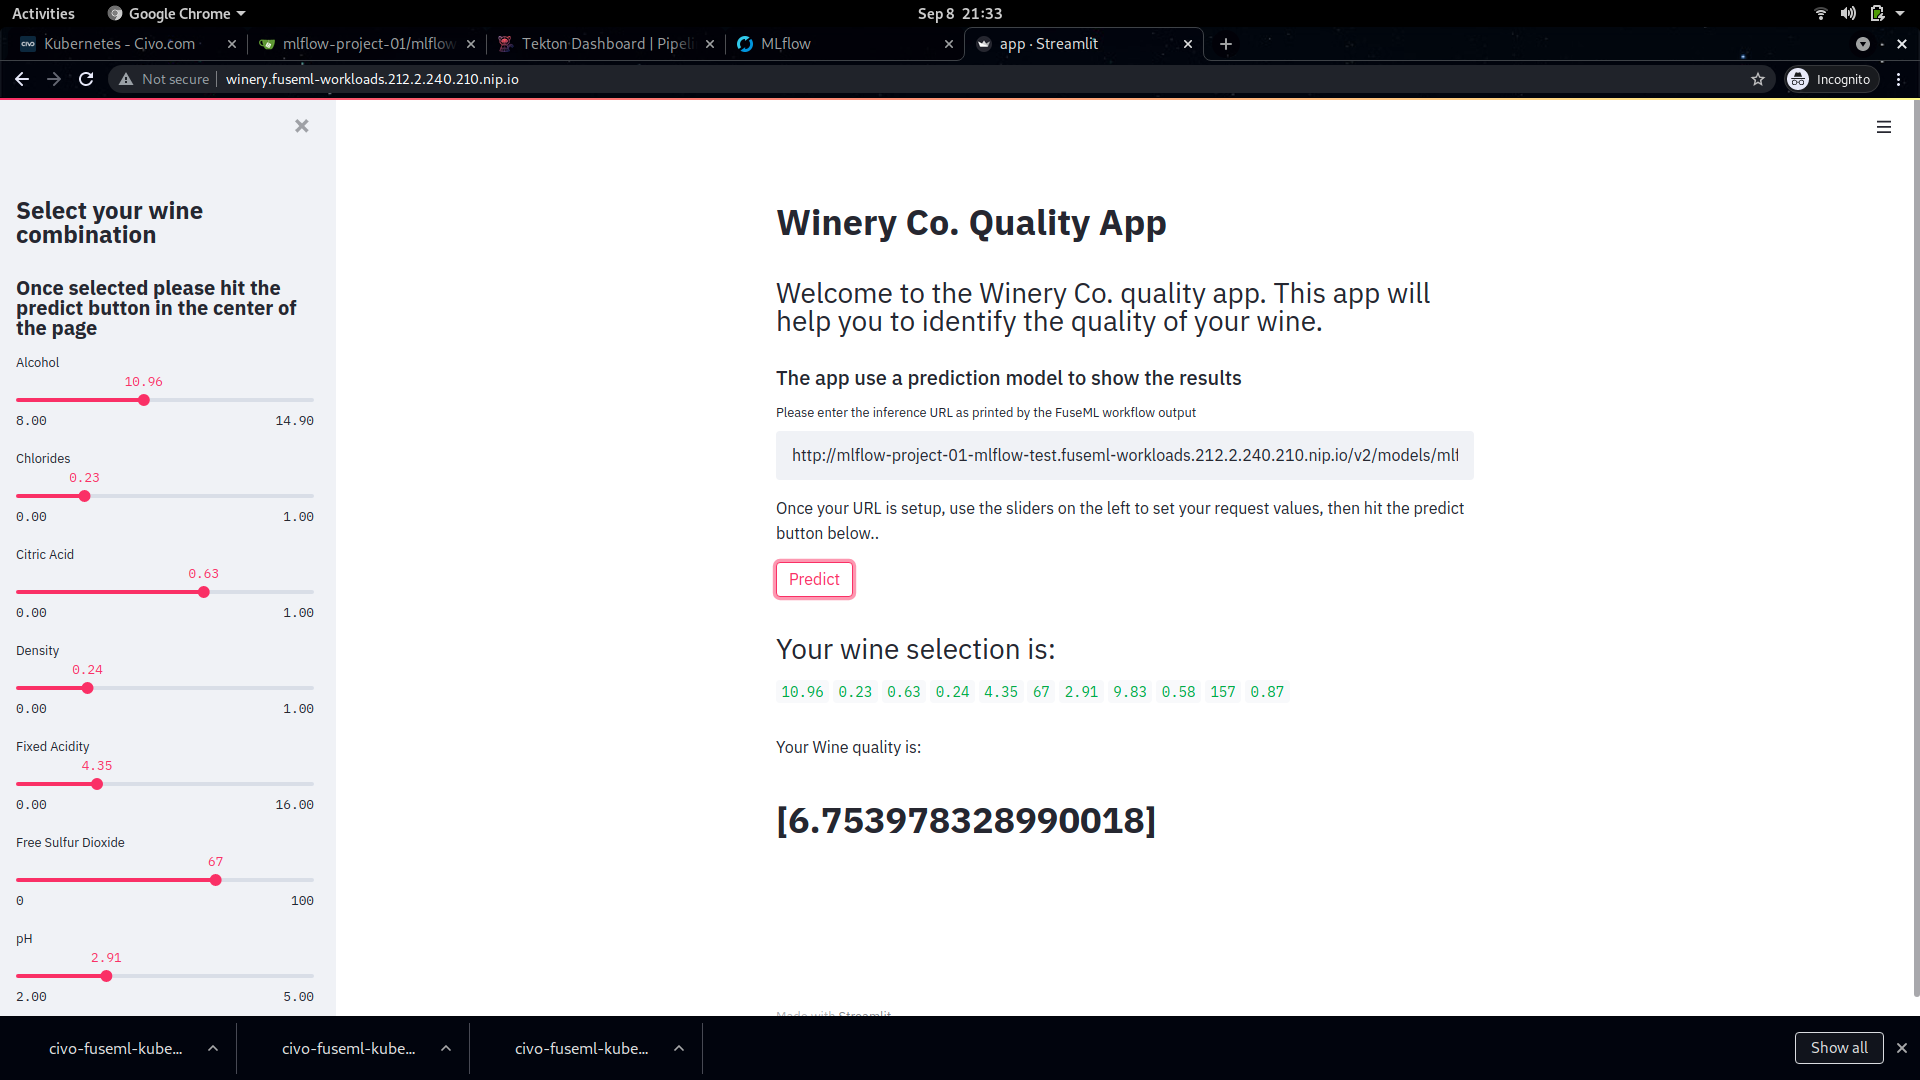 Activities
Google Chrome
Sep 8 21:33
Kubernetes - Civo.com
mlflow-project-01/mlflow
Tekton Dashboard | Pipeli
MLflow
app · Streamlit
Not secure
winery.fuseml-workloads.212.2.240.210.nip.io
Incognito
Select your wine
combination
Once selected please hit the
predict button in the center of
the page
Alcohol
10.96
8.00
14.90
Chlorides
0.23
0.00
1.00
Citric Acid
0.63
0.00
1.00
Density
0.24
0.00
1.00
Fixed Acidity
4.35
0.00
16.00
Free Sulfur Dioxide
67
0
100
pH
2.91
2.00
5.00
Winery Co. Quality App
Welcome to the Winery Co. quality app. This app will
help you to identify the quality of your wine.
The app use a prediction model to show the results
Please enter the inference URL as printed by the FuseML workflow output
http://mlflow-project-01-mlflow-test.fuseml-workloads.212.2.240.210.nip.io/v2/models/mlf
Once your URL is setup, use the sliders on the left to set your request values, then hit the predict
button below..
Predict
Your wine selection is:
10.96 0.23 0.63 0.24 4.35 67 2.91 9.83 0.58 157 0.87
Your Wine quality is:
[6.753978328990018]
Made with Streamlit
civo-fuseml-kube...
civo-fuseml-kube...
civo-fuseml-kube...
Show all